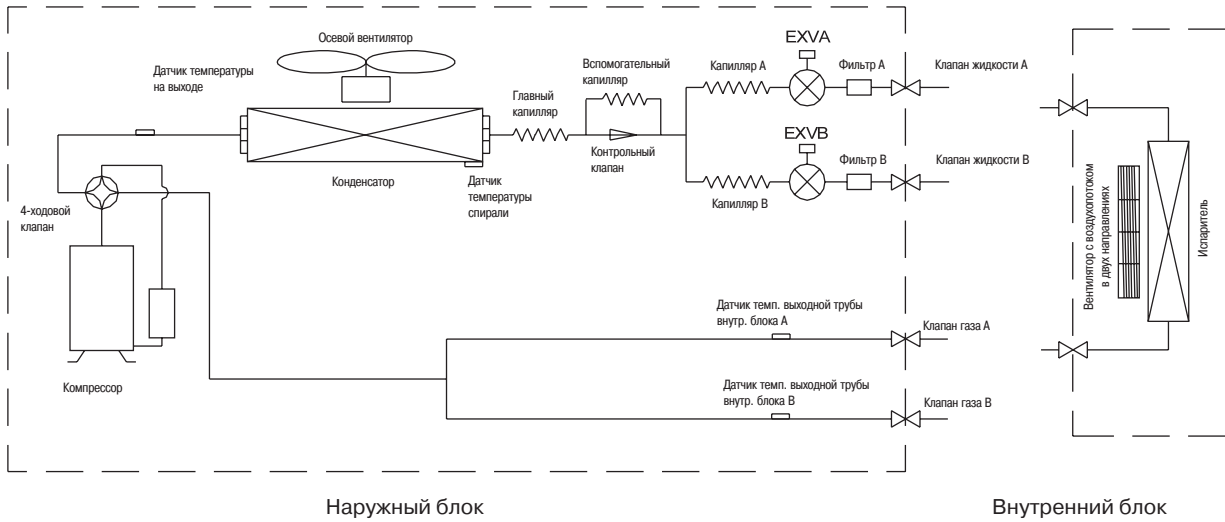 Осевой вентилятор
Датчик температуры
на выходе
Главный
капилляр
Вспомогательный
капилляр
Капилляр А
EXVA
Фильтр А
Клапан жидкости А
Конденсатор
Датчик
температуры
спирали
Контрольный
клапан
EXVB
Капилляр В
Фильтр В
Клапан жидкости В
4-ходовой
клапан
Компрессор
Датчик темп. выходной трубы
внутр. блока А
Клапан газа А
Датчик темп. выходной трубы
внутр. блока В
Клапан газа В
Вентилятор с воздухопотоком
в двух направлениях
Испаритель
Наружный блок
Внутренний блок